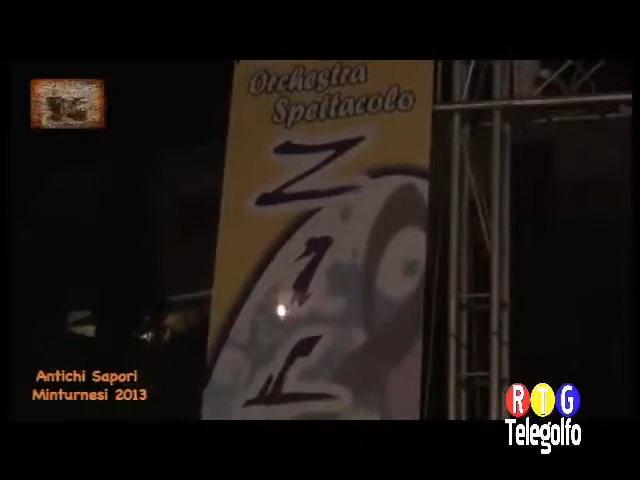 Orchestra
Spettacolo
Antichi Sapori
Minturnesi 2013
RTG
Telegolfo